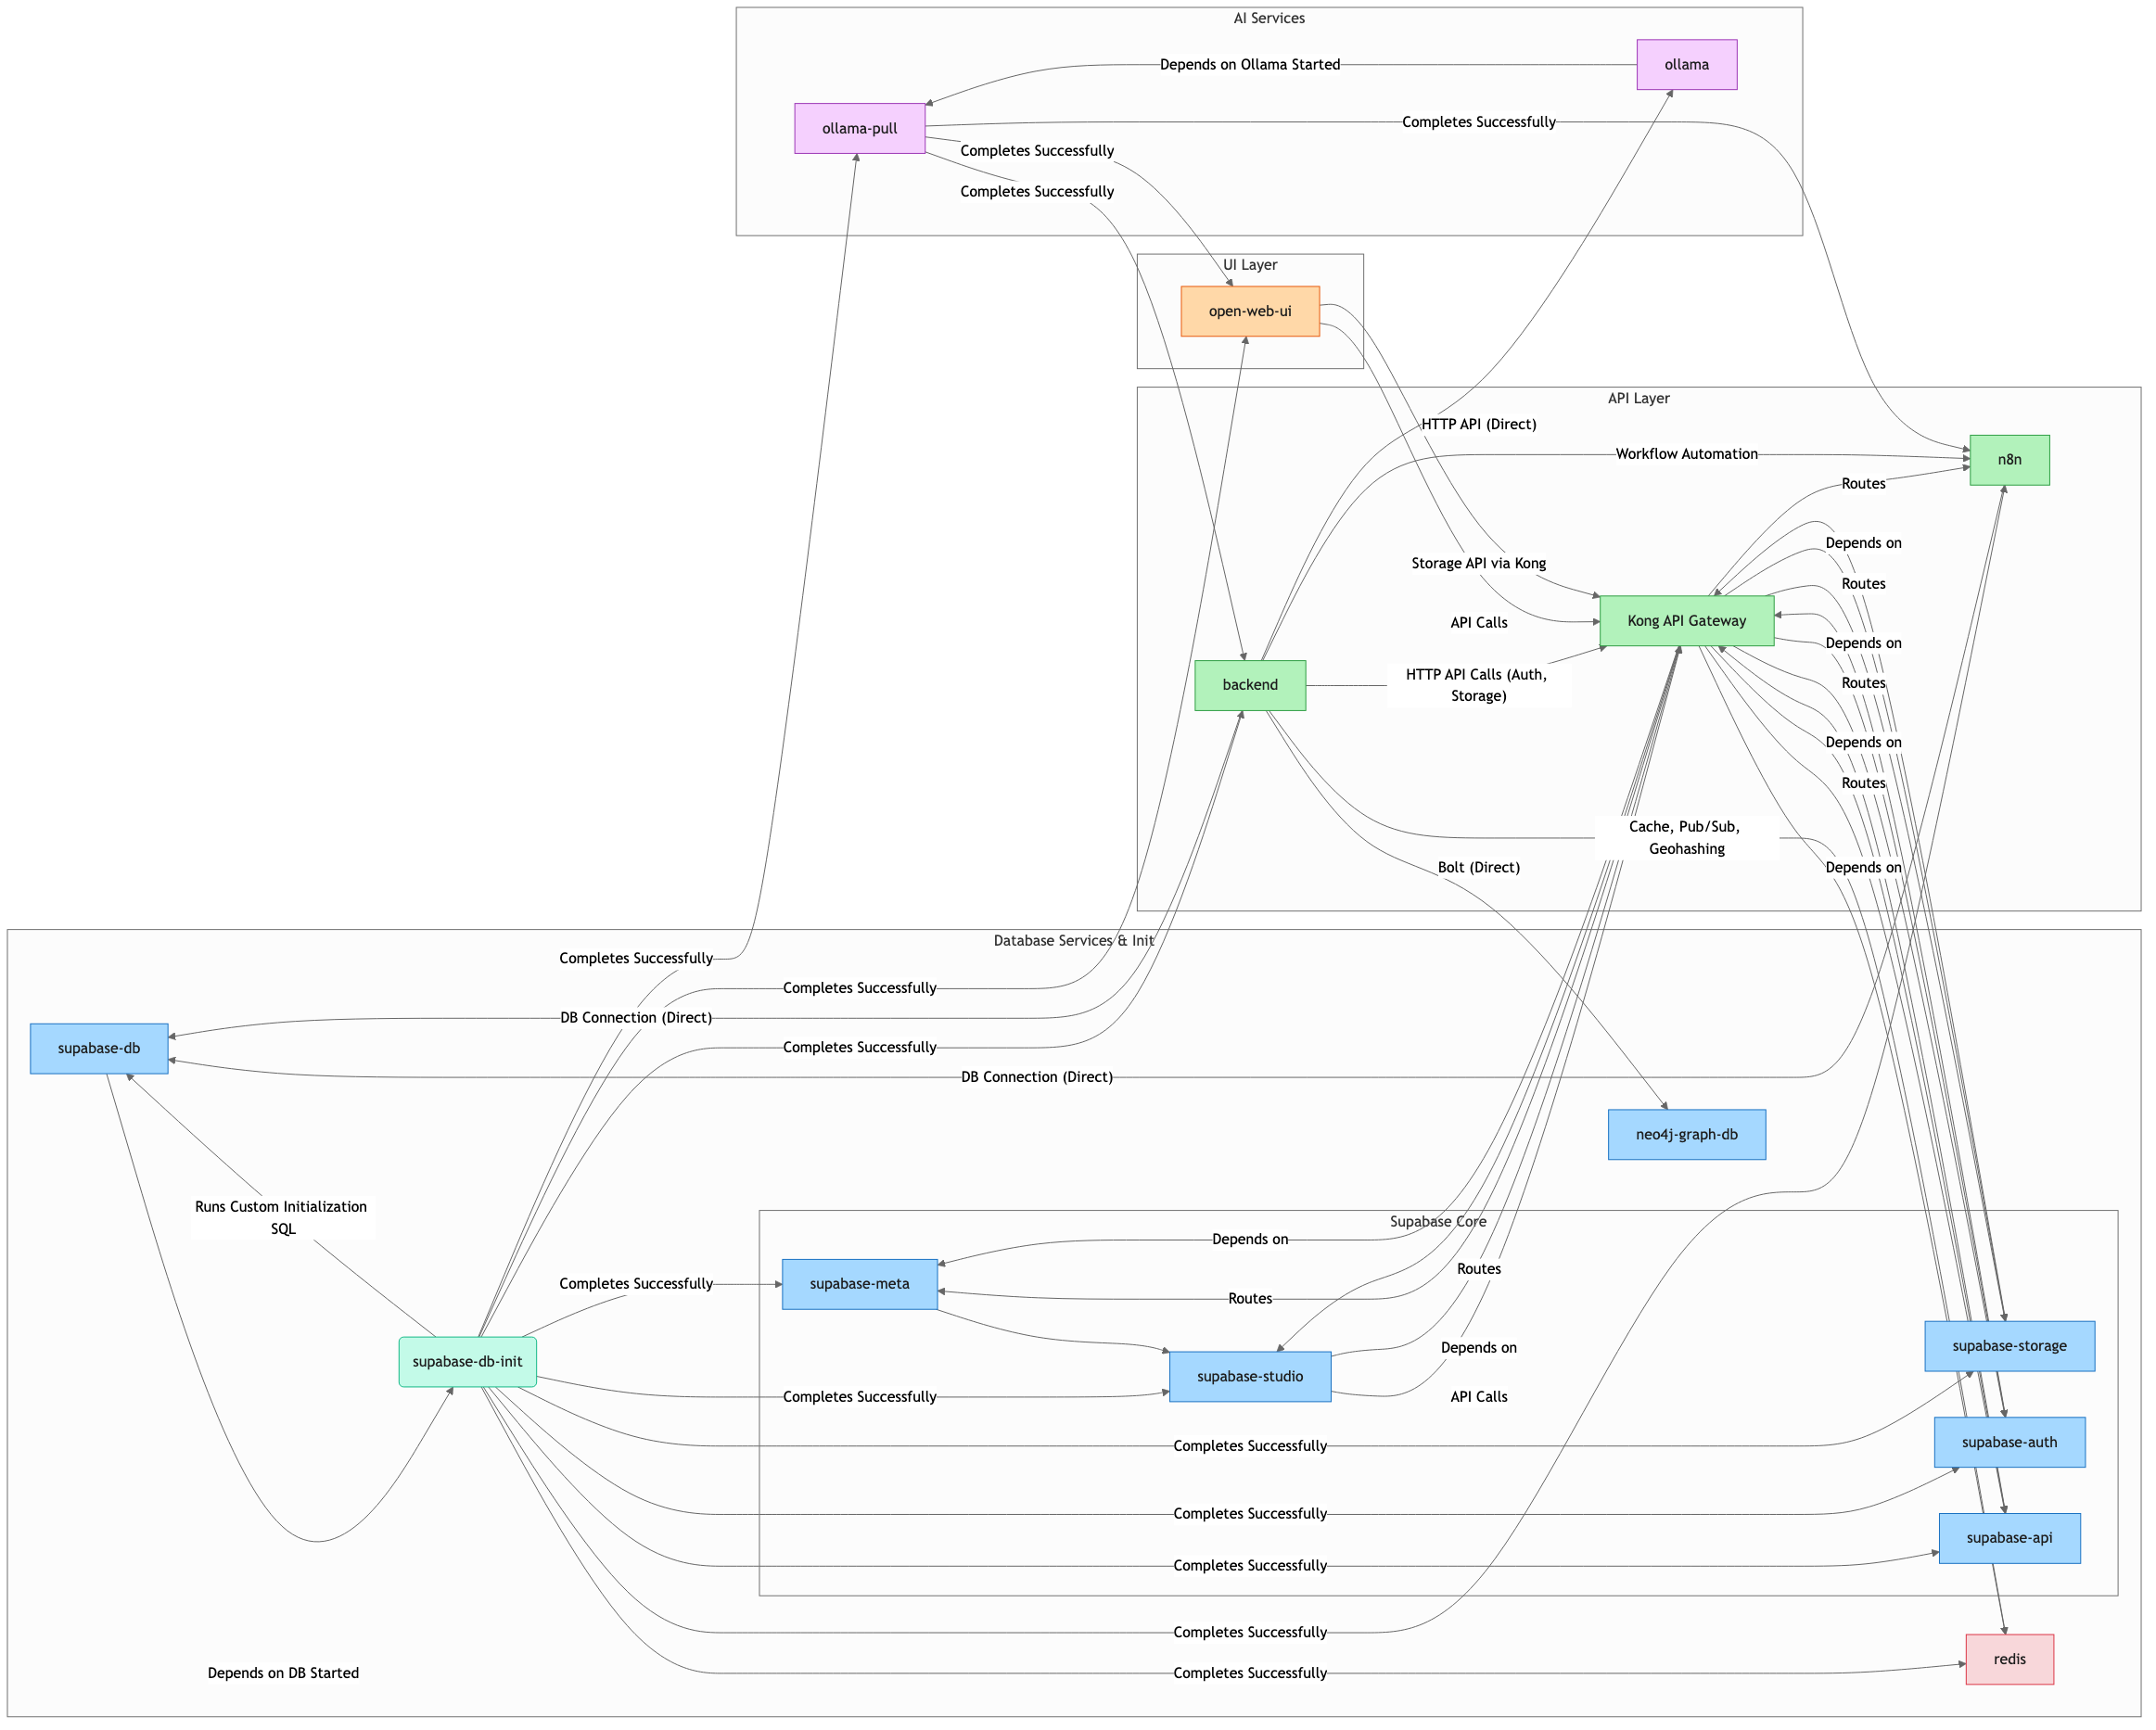 AI Services
Depends on Ollama Started
ollama
ollama-pull
Completes Successfully
Completes Successfully
Completes Successfully
UI Layer
open-web-ui
API Layer
HTTP API (Direct)
Workflow Automation
n8n
Routes
Depends on
Storage API via Kong
Routes
API Calls
Kong API Gateway
Depends on
backend
HTTP API Calls (Auth,
Storage)
Routes
Depends on
Routes
Cache, Pub/Sub,
Geohashing
Bolt (Direct)
Depends on
Database Services & Init
Completes Successfully
Completes Successfully
DB Connection (Direct)
supabase-db
Completes Successfully
DB Connection (Direct)
neo4j-graph-db
Runs Custom Initialization
SQL
Supabase Core
Depends on
Routes
Completes Successfully
supabase-meta
Routes
supabase-storage
Depends on
supabase-db-init
supabase-studio
Completes Successfully
API Calls
Completes Successfully
supabase-auth
Completes Successfully
supabase-api
Completes Successfully
Completes Successfully
redis
Depends on DB Started
Completes Successfully